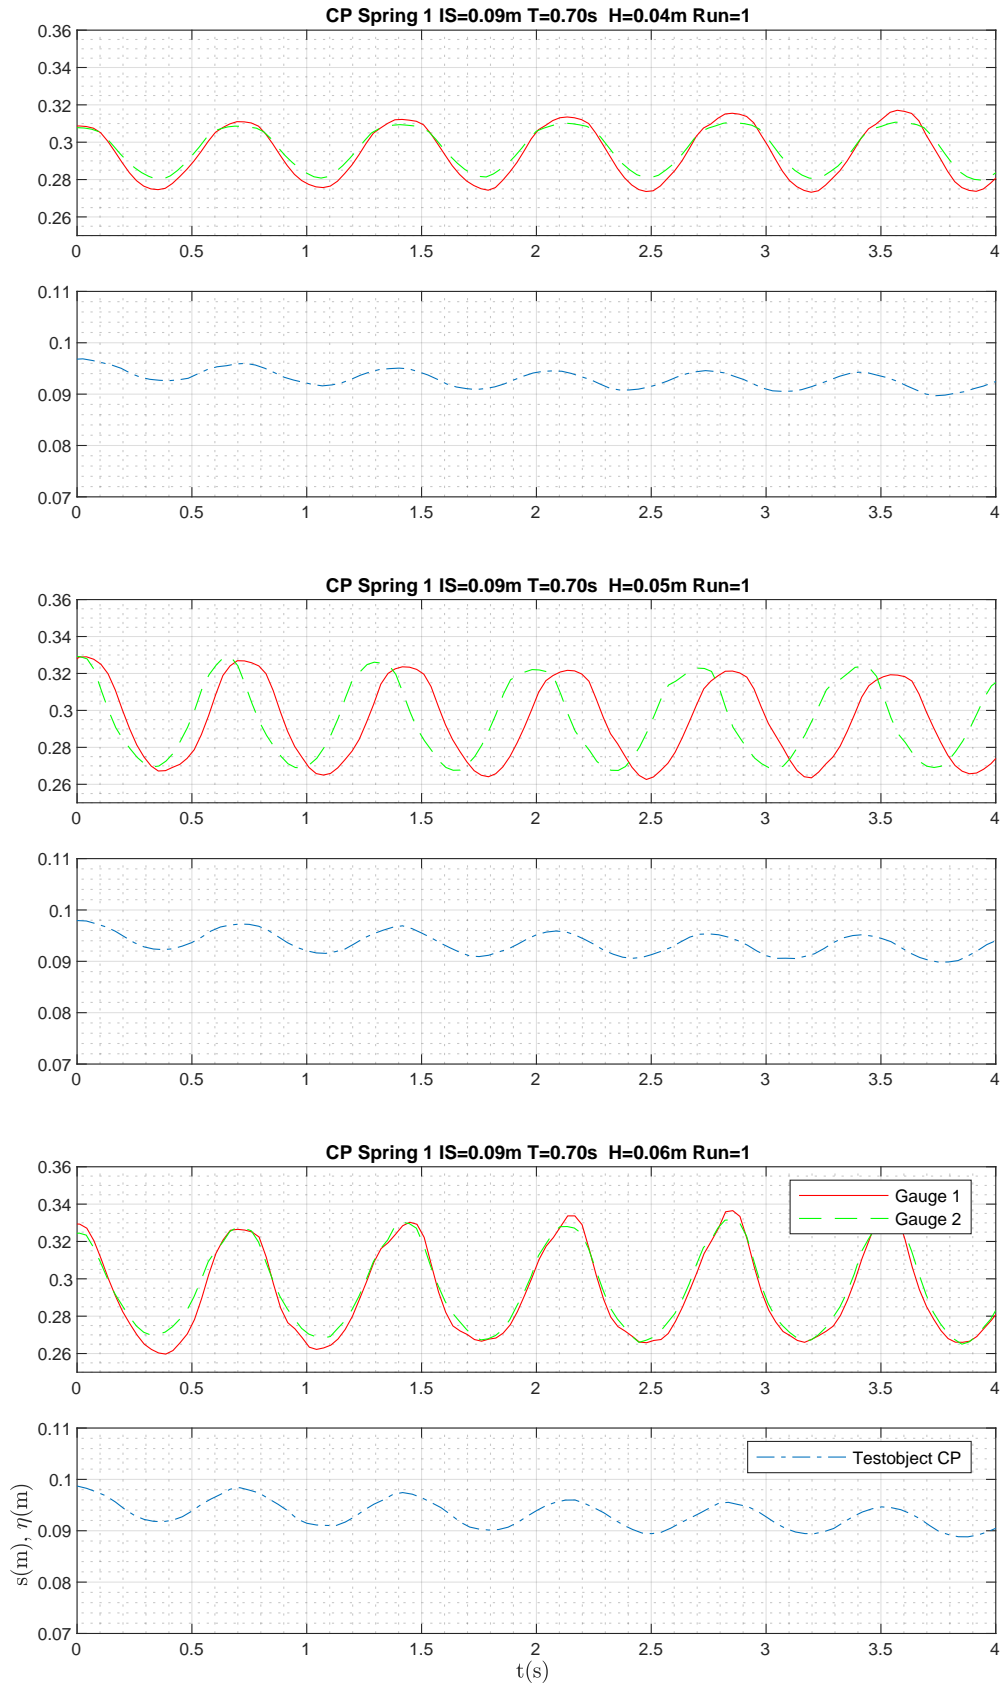 CP Spring 1 IS=0.09m T=0.70s  H=0.04m Run=1
0.36
0.34
0.32
0.3
0.28
0.26
0 0.5 1 1.5 2 2.5 3 3.5 4
0.11
0.1
0.09
0.08
0.07
0 0.5 1 1.5 2 2.5 3 3.5 4
CP Spring 1 IS=0.09m T=0.70s  H=0.05m Run=1
0.36
0.34
0.32
0.3
0.28
0.26
0 0.5 1 1.5 2 2.5 3 3.5 4
0.11
0.1
0.09
0.08
0.07
0 0.5 1 1.5 2 2.5 3 3.5 4
CP Spring 1 IS=0.09m T=0.70s  H=0.06m Run=1
0.36
0.34
0.32
0.3
0.28
0.26
Gauge 1
Gauge 2
0 0.5 1 1.5 2 2.5 3 3.5 4
0.11
0.1
0.09
0.08
0.07
Testobject CP
s(m), η(m)
0 0.5 1 1.5 2 2.5 3 3.5 4
t(s)